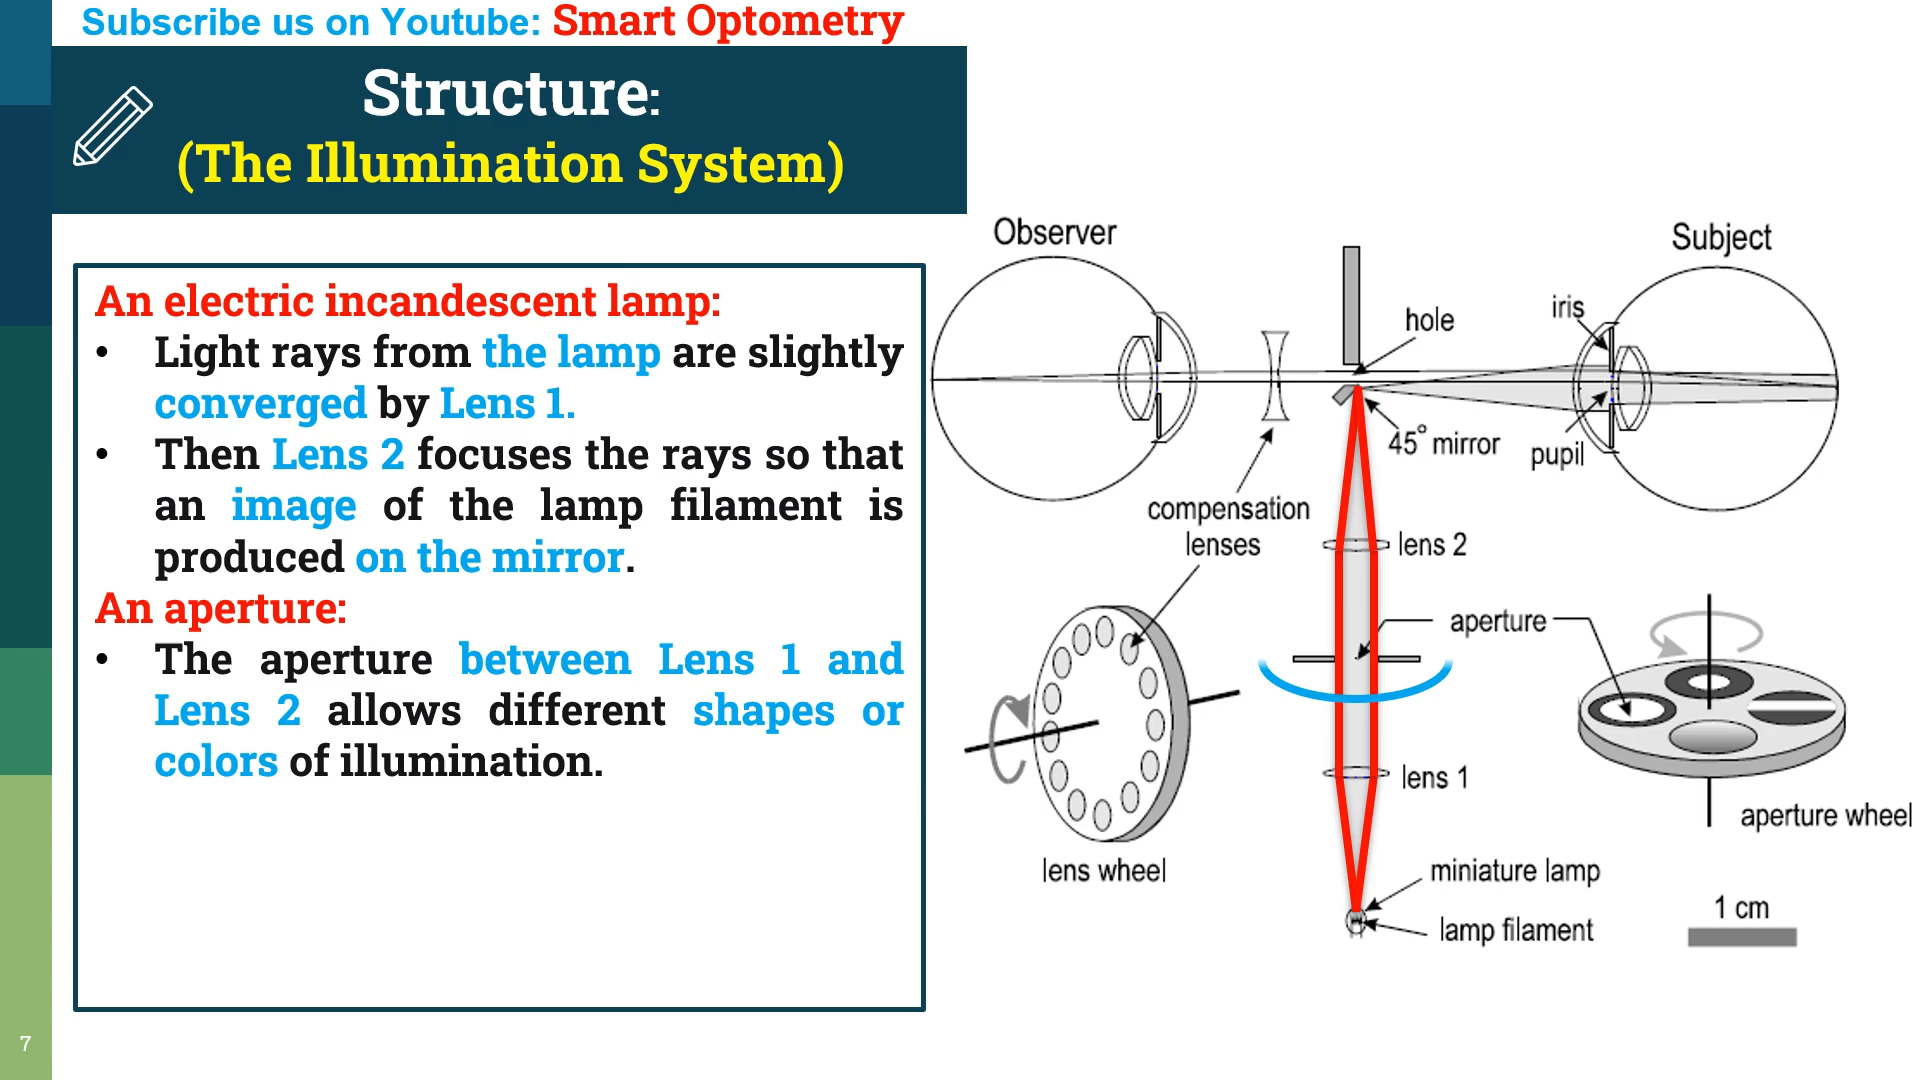 Subscribe us on Youtube: Smart Optometry
Structure:
(The Illumination System)
An electric incandescent lamp:
• Light rays from the lamp are slightly
converged by Lens 1.
• Then Lens 2 focuses the rays so that
an image of the lamp filament is
produced on the mirror.
An aperture:
• The aperture between Lens 1 and
Lens 2 allows different shapes or
colors of illumination.
7
Observer
Subject
hole
iris
45° mirror
pupil
compensation
lenses
lens 2
aperture
lens 1
aperture wheel
lens wheel
miniature lamp
lamp filament
1 cm